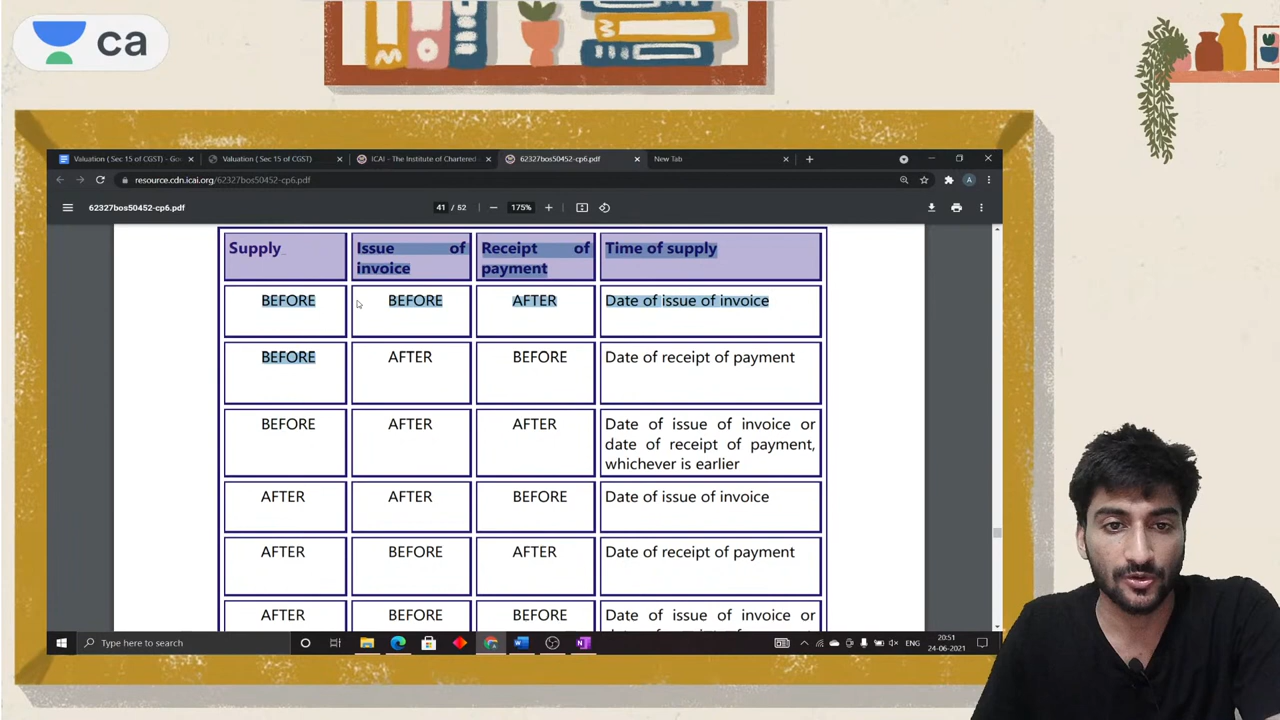 ca
Valuation ( Sec 15 of CGST) - Go
Valuation ( Sec 15 of CGST)
ICAI - The Institute of Chartered
62327bos50452-cp6.pdf
New Tab
resource.cdn.icai.org/62327bos50452-cp6.pdf
A
62327bos50452-cp6.pdf
41 / 52
175%
Supply
Issue of
invoice
Receipt of
payment
Time of supply
BEFORE
BEFORE
AFTER
Date of issue of invoice
BEFORE
AFTER
BEFORE
Date of receipt of payment
BEFORE
AFTER
AFTER
Date of issue of invoice or
date of receipt of payment,
whichever is earlier
AFTER
AFTER
BEFORE
Date of issue of invoice
AFTER
BEFORE
AFTER
Date of receipt of payment
AFTER
BEFORE
BEFORE
Date of issue of invoice or
Type here to search
ENG
20:51
24-06-2021